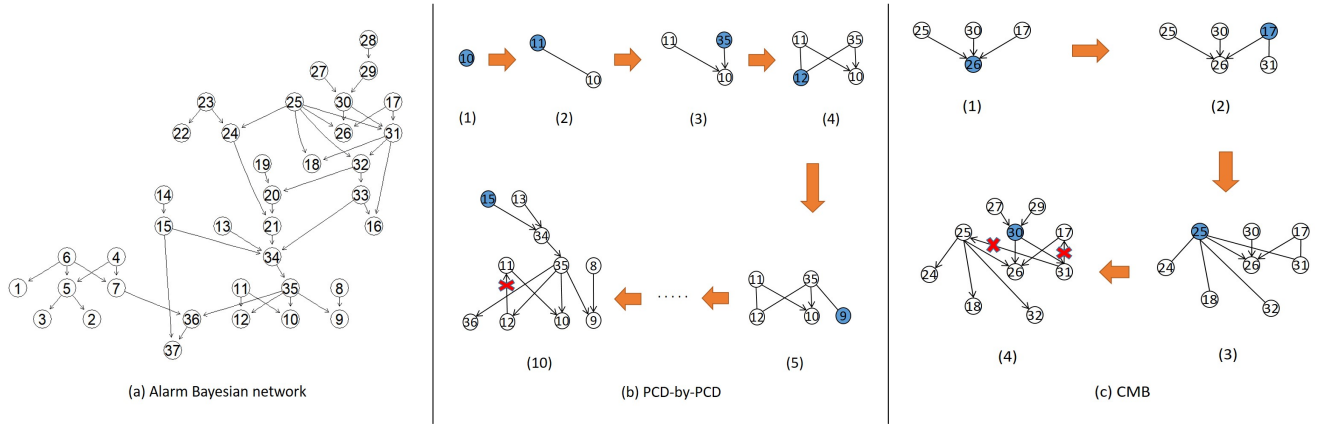 28
27 29
23 25 30 17
22 24 26 31
19 18 32
14 20 33
15 13 21 16
6 4 34
1 5 7 11 35 8
3 2 36 12 10 9
37
(a) Alarm Bayesian network
10
(1)
11
10
(2)
11 35
10
(3)
11 35
12 10
(4)
11 35
12 10 9
(5)
.....
15 13
34
11 35 8
36 12 10 9
(10)
(b) PCD-by-PCD
25 30 17
26
(1)
25 30 17
26 31
(2)
25 30 17
24 26 31
18 32
(3)
27 29
25 30 17
24 26 31
18 32
(4)
(c) CMB